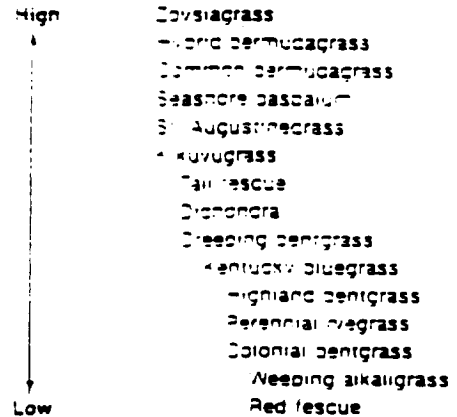 High Zoysiagrass
Hybrid bermudagrass
Common bermudagrass
Seashore paspalum
St. Augustinegrass
Kikuyugrass
Tall fescue
Dichondra
Creeping bentgrass
Kentucky bluegrass
Highland bentgrass
Perennial ryegrass
Colonial bentgrass
Weeping alkaligrass
Low Red fescue